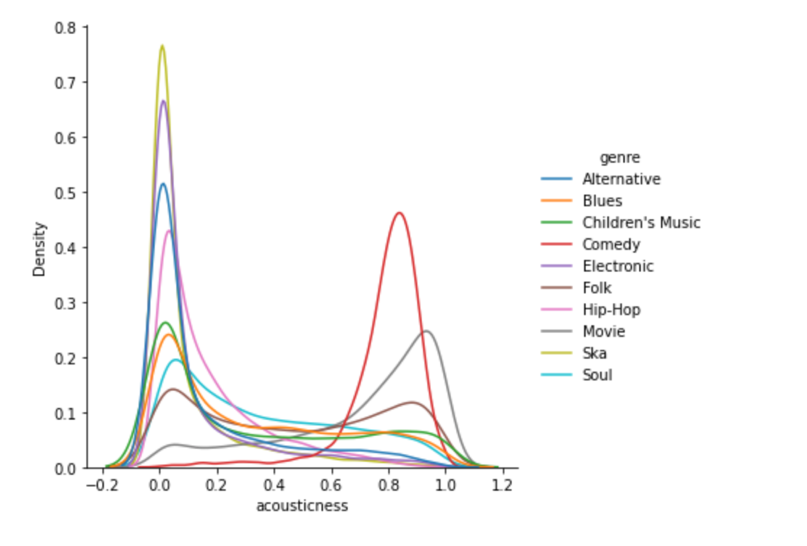 0.8
0.7
0.6
0.5
0.4
0.3
0.2
0.1
0.0
Density
−0.2 0.0 0.2 0.4 0.6 0.8 1.0 1.2
acousticness
genre
Alternative
Blues
Children's Music
Comedy
Electronic
Folk
Hip-Hop
Movie
Ska
Soul